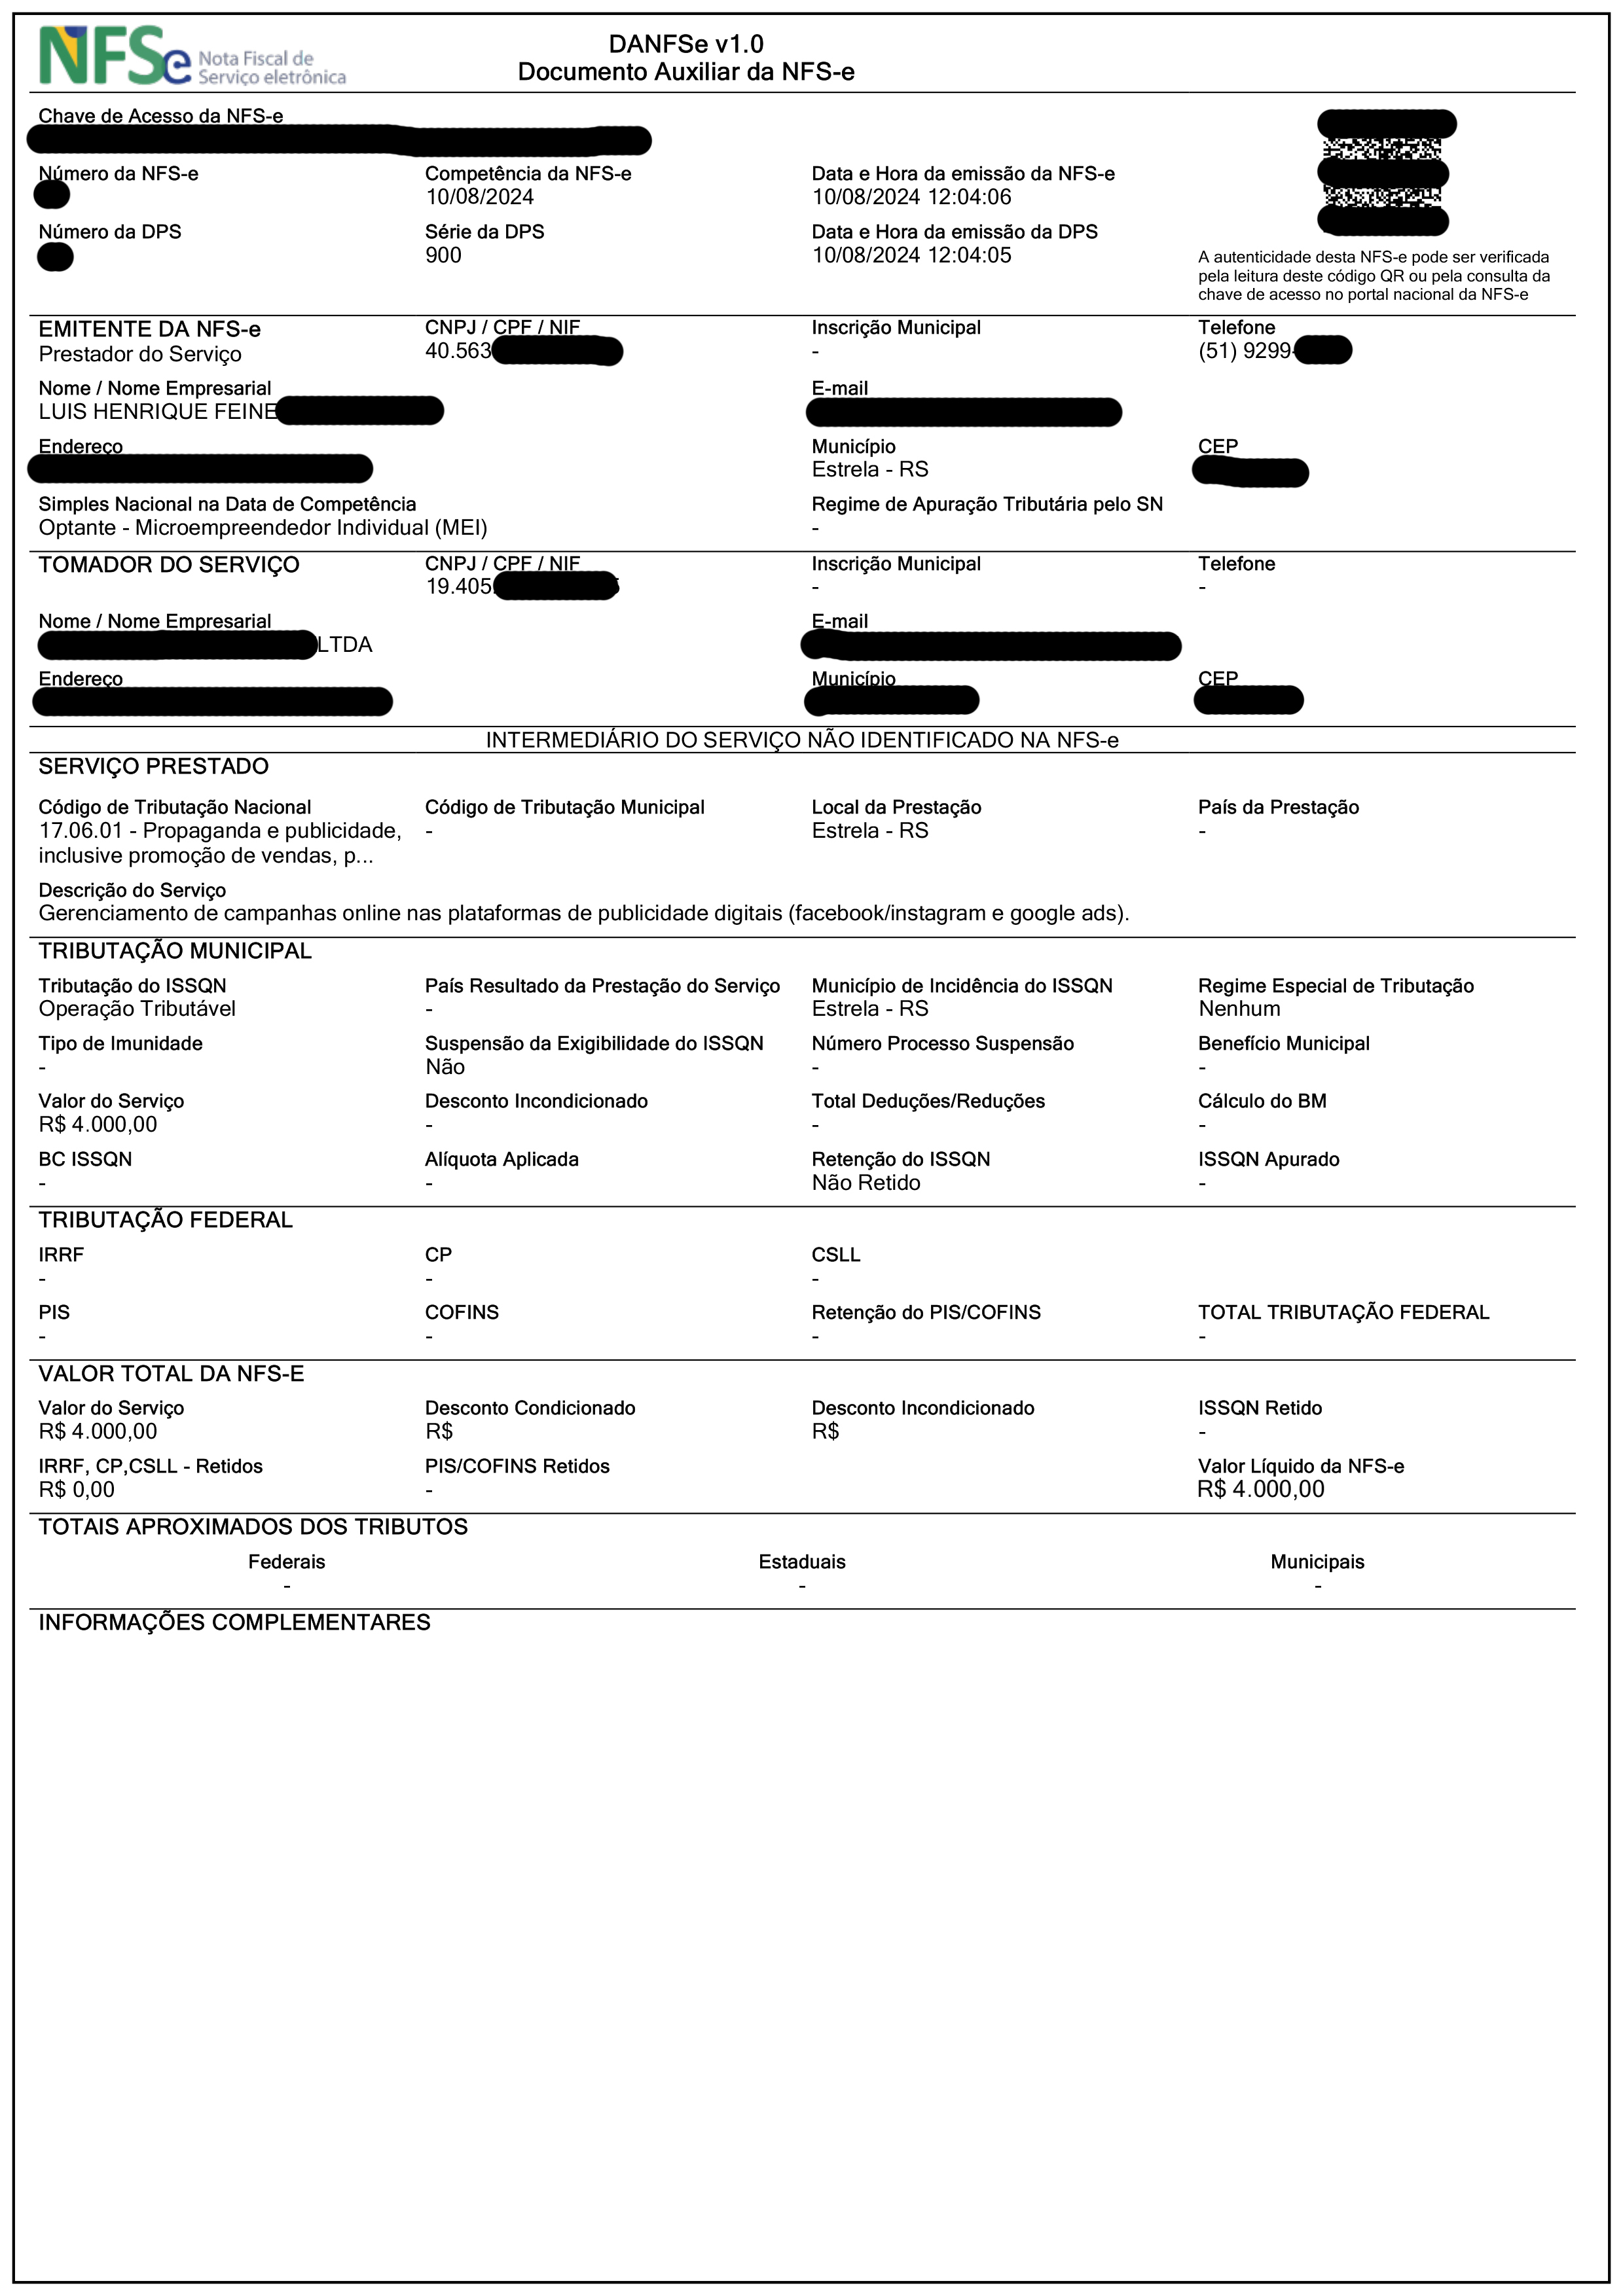 NFSe Nota Fiscal de Serviço eletrônica
DANFSe v1.0
Documento Auxiliar da NFS-e
Chave de Acesso da NFS-e
Número da NFS-e
Competência da NFS-e
10/08/2024
Data e Hora da emissão da NFS-e
10/08/2024 12:04:06
Número da DPS
Série da DPS
900
Data e Hora da emissão da DPS
10/08/2024 12:04:05
A autenticidade desta NFS-e pode ser verificada
pela leitura deste código QR ou pela consulta da
chave de acesso no portal nacional da NFS-e
EMITENTE DA NFS-e
Prestador do Serviço
CNPJ / CPF / NIF
40.563
Inscrição Municipal
-
Telefone
(51) 9299-
Nome / Nome Empresarial
LUIS HENRIQUE FEINE
E-mail
Endereço
Município
Estrela - RS
CEP
Simples Nacional na Data de Competência
Optante - Microempreendedor Individual (MEI)
Regime de Apuração Tributária pelo SN
-
TOMADOR DO SERVIÇO
CNPJ / CPF / NIF
19.405.
Inscrição Municipal
-
Telefone
-
Nome / Nome Empresarial
LTDA
E-mail
Endereço
Município
CEP
INTERMEDIÁRIO DO SERVIÇO NÃO IDENTIFICADO NA NFS-e
SERVIÇO PRESTADO
Código de Tributação Nacional
17.06.01 - Propaganda e publicidade,
inclusive promoção de vendas, p...
Código de Tributação Municipal
-
Local da Prestação
Estrela - RS
País da Prestação
-
Descrição do Serviço
Gerenciamento de campanhas online nas plataformas de publicidade digitais (facebook/instagram e google ads).
TRIBUTAÇÃO MUNICIPAL
Tributação do ISSQN
Operação Tributável
País Resultado da Prestação do Serviço
-
Município de Incidência do ISSQN
Estrela - RS
Regime Especial de Tributação
Nenhum
Tipo de Imunidade
-
Suspensão da Exigibilidade do ISSQN
Não
Número Processo Suspensão
-
Benefício Municipal
-
Valor do Serviço
R$ 4.000,00
Desconto Incondicionado
-
Total Deduções/Reduções
-
Cálculo do BM
-
BC ISSQN
-
Alíquota Aplicada
-
Retenção do ISSQN
Não Retido
ISSQN Apurado
-
TRIBUTAÇÃO FEDERAL
IRRF
-
CP
-
CSLL
-
PIS
-
COFINS
-
Retenção do PIS/COFINS
-
TOTAL TRIBUTAÇÃO FEDERAL
-
VALOR TOTAL DA NFS-E
Valor do Serviço
R$ 4.000,00
Desconto Condicionado
R$
Desconto Incondicionado
R$
ISSQN Retido
-
IRRF, CP,CSLL - Retidos
R$ 0,00
PIS/COFINS Retidos
-
Valor Líquido da NFS-e
R$ 4.000,00
TOTAIS APROXIMADOS DOS TRIBUTOS
Federais
-
Estaduais
-
Municipais
-
INFORMAÇÕES COMPLEMENTARES